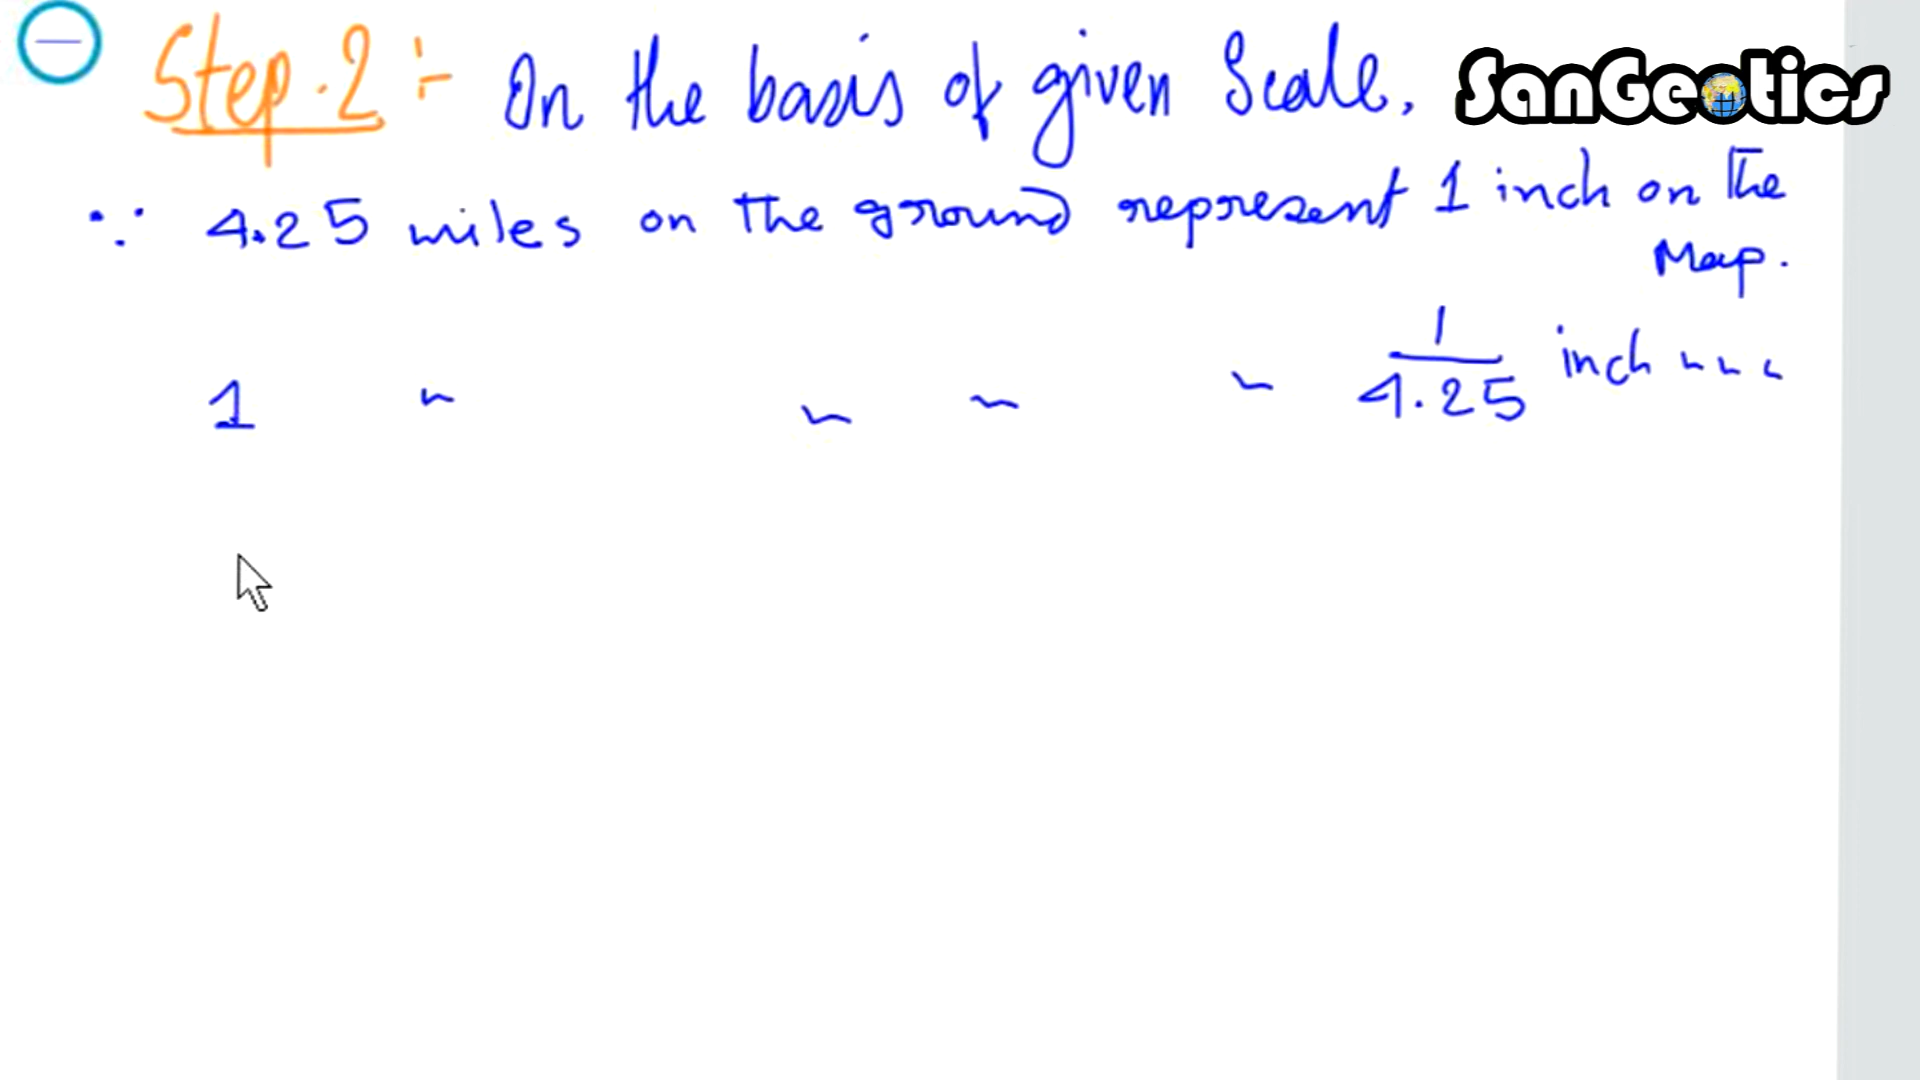 Step.2 :- On the basis of given Scale.
SanGeotics
∵ 4.25 miles on the ground represent 1 inch on the
Map.
1 " " " " 1/4.25 inch " " "